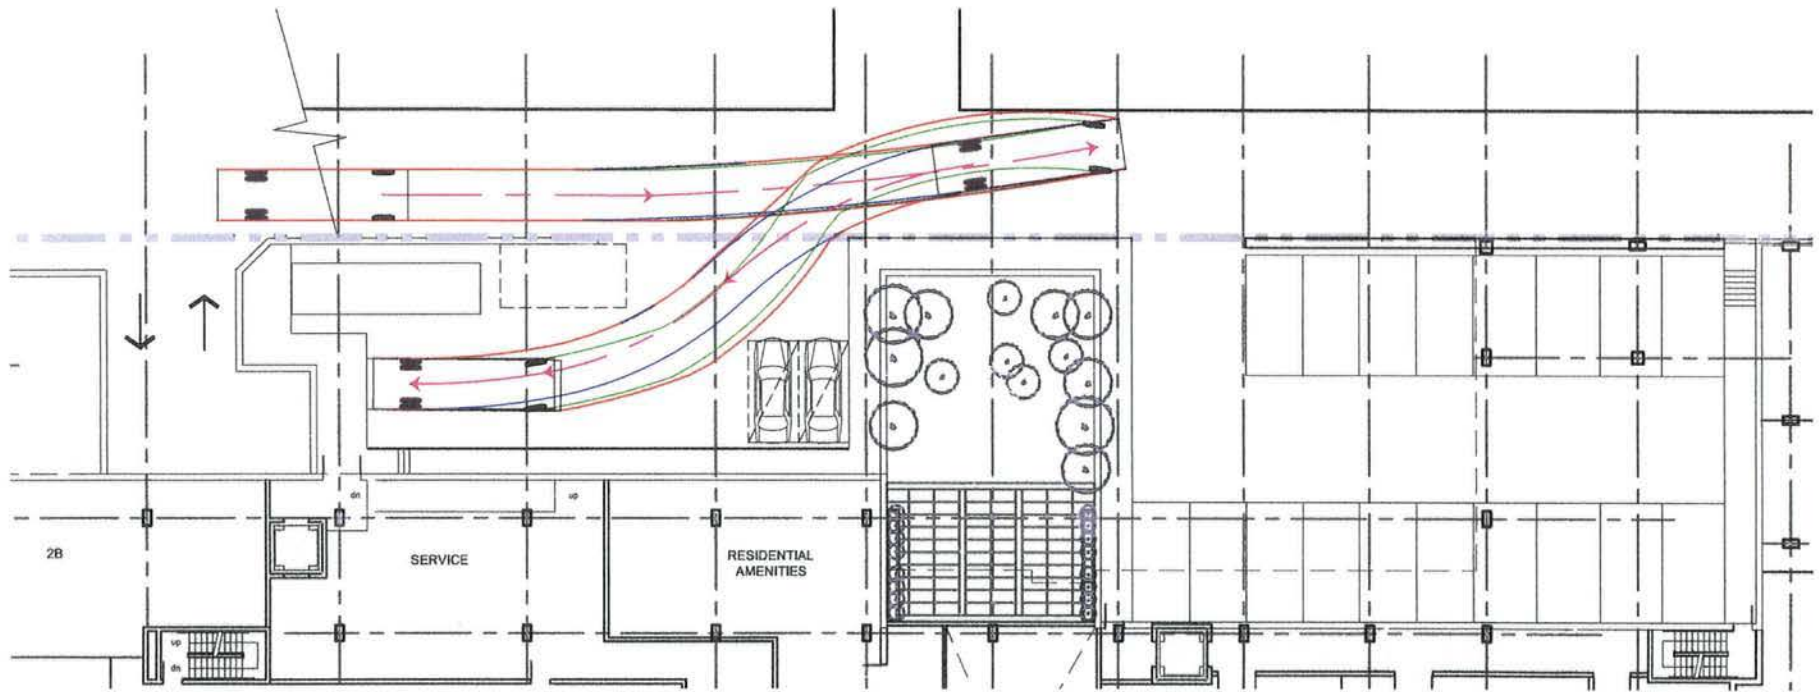 dn
up
2B
SERVICE
RESIDENTIAL
AMENITIES
up
dn